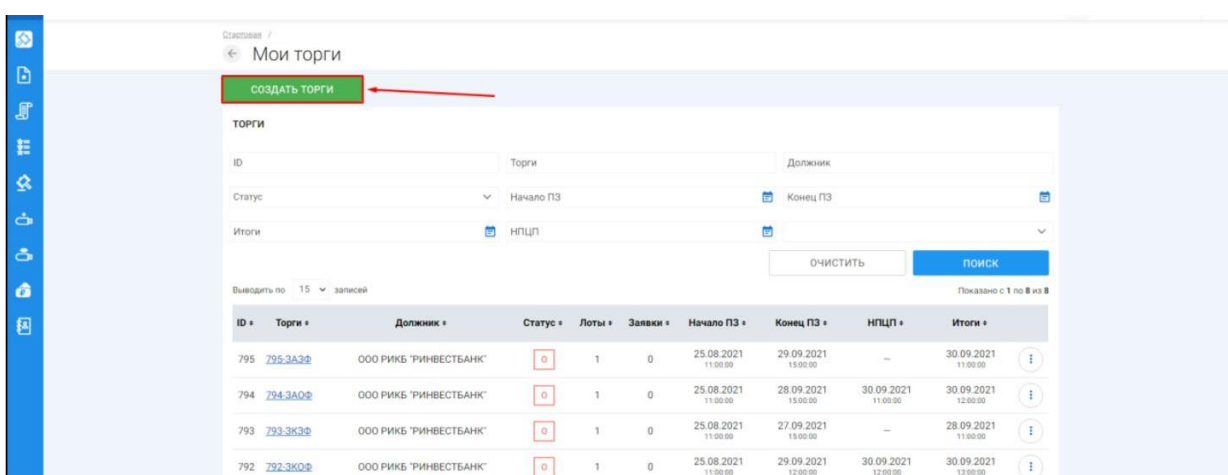 Стартовая /
← Мои торги
СОЗДАТЬ ТОРГИ
ТОРГИ
ID Торги Должник
Статус Начало ПЗ Конец ПЗ
Итоги НПЦП
ОЧИСТИТЬ ПОИСК
Выводить по 15 записей Показано с 1 по 8 из 8
ID Торги Должник Статус Лоты Заявки Начало ПЗ Конец ПЗ НПЦП Итоги
795 795-ЗАЗФ ООО РИКБ "РИНВЕСТБАНК" О 1 0 25.08.2021 29.09.2021 – 30.09.2021
11:00:00 15:00:00 11:00:00
794 794-ЗАОФ ООО РИКБ "РИНВЕСТБАНК" О 1 0 25.08.2021 28.09.2021 30.09.2021 30.09.2021
11:00:00 15:00:00 11:00:00 12:00:00
793 793-ЗКЗФ ООО РИКБ "РИНВЕСТБАНК" О 1 0 25.08.2021 27.09.2021 – 28.09.2021
11:00:00 15:00:00 11:00:00
792 792-ЗКОФ ООО РИКБ "РИНВЕСТБАНК" О 1 0 25.08.2021 29.09.2021 30.09.2021 30.09.2021
11:00:00 12:00:00 12:00:00 13:00:00